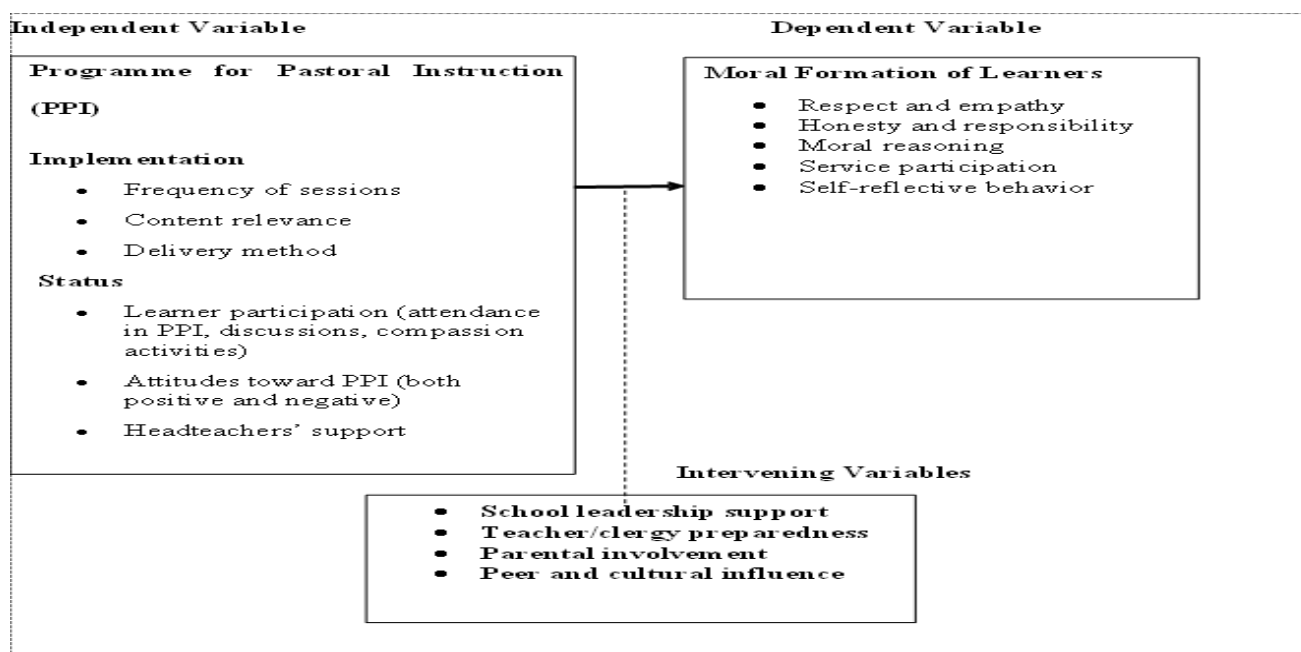 Independent Variable
Programme for Pastoral Instruction
(PPI)
Implementation
• Frequency of sessions
• Content relevance
• Delivery method
Status
• Learner participation (attendance
in PPI, discussions, compassion
activities)
• Attitudes toward PPI (both
positive and negative)
• Headteachers’ support
Dependent Variable
Moral Formation of Learners
• Respect and empathy
• Honesty and responsibility
• Moral reasoning
• Service participation
• Self-reflective behavior
Intervening Variables
• School leadership support
• Teacher/clergy preparedness
• Parental involvement
• Peer and cultural influence